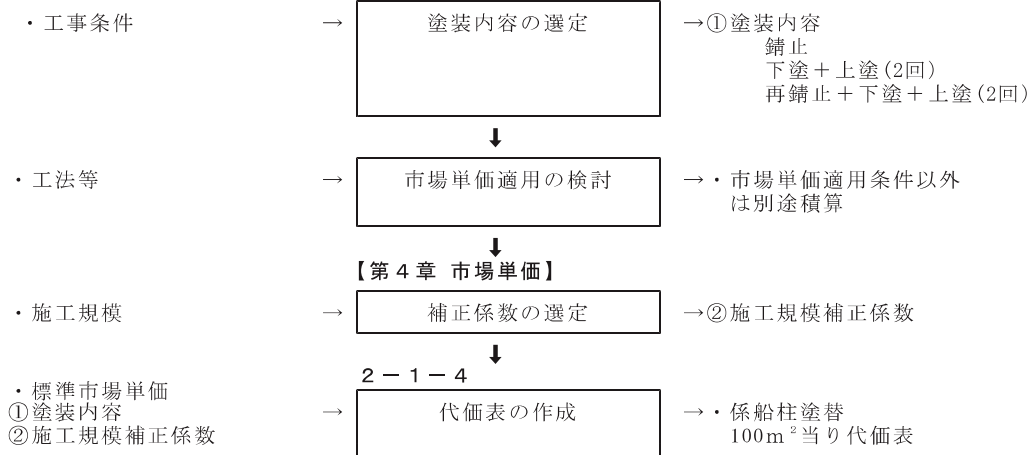 ・工事条件 → 塗装内容の選定 →①塗装内容
錆止
下塗＋上塗(2回)
再錆止＋下塗＋上塗(2回)
⬇
・工法等 → 市場単価適用の検討 →・市場単価適用条件以外
は別途積算
⬇
【第４章 市場単価】
・施工規模 → 補正係数の選定 →②施工規模補正係数
⬇
２－１－４
・標準市場単価
①塗装内容 → 代価表の作成 →・係船柱塗替
②施工規模補正係数 100m²当り代価表